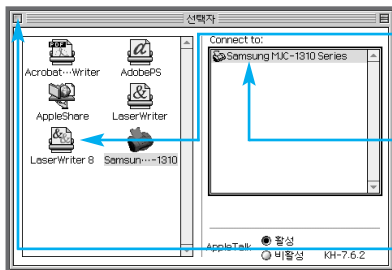 선택자
Connect to:
Samsung MJC-1310 Series
Acrobat···Writer
AdobePS
AppleShare
LaserWriter
LaserWriter 8
Samsun···-1310
AppleTalk
활성
비활성
KH-7.6.2